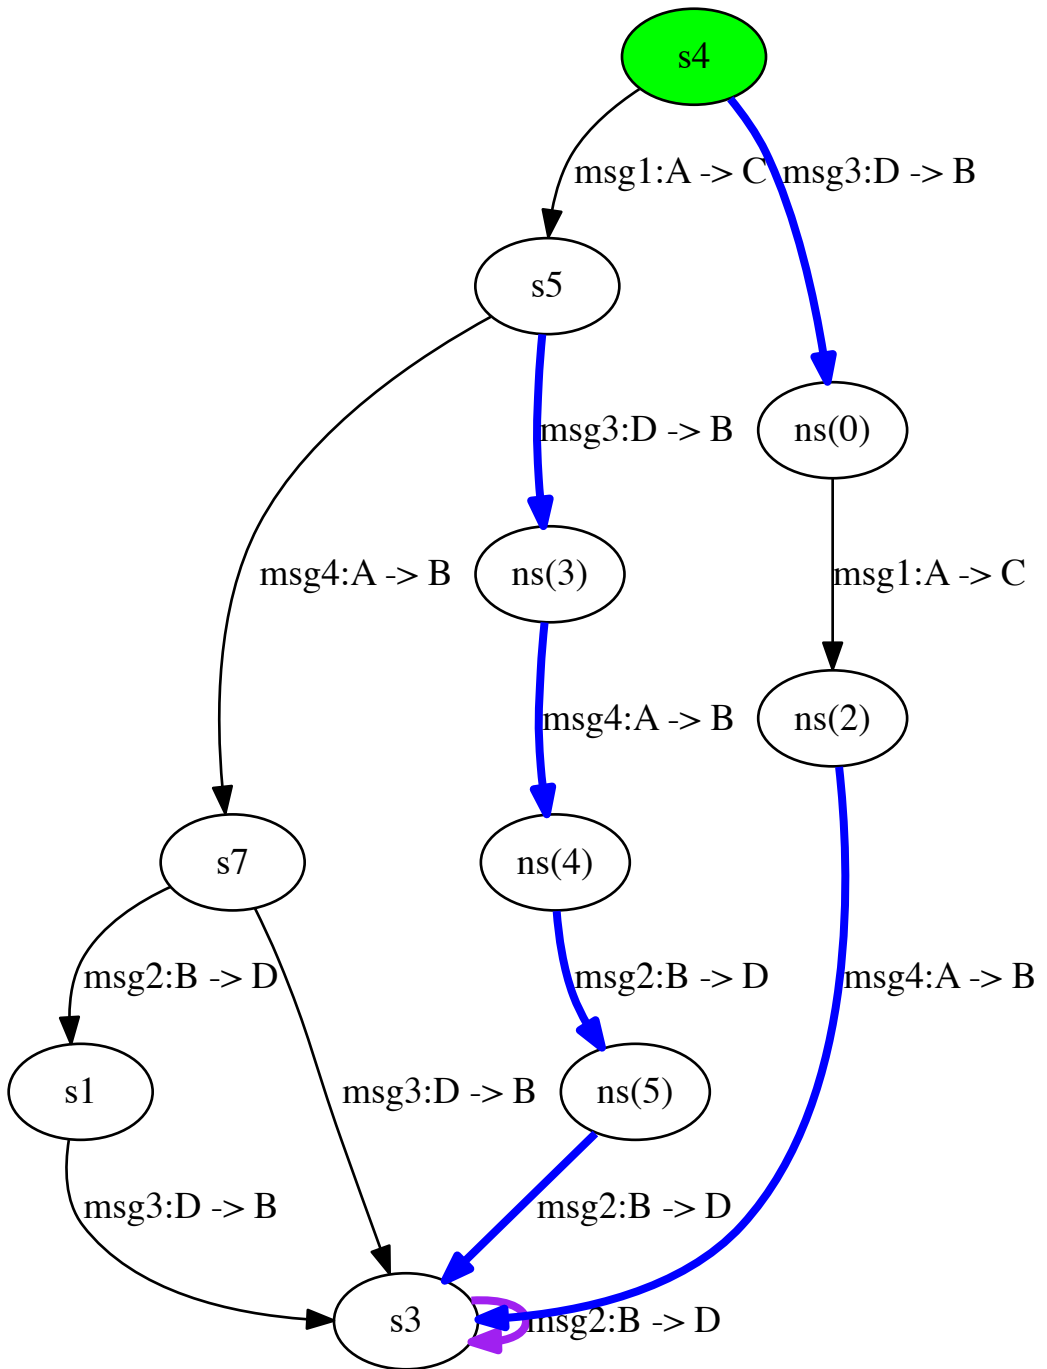 s4
msg1:A -> C
msg3:D -> B
s5
msg3:D -> B
ns(0)
msg4:A -> B
ns(3)
msg1:A -> C
msg4:A -> B
ns(2)
s7
ns(4)
msg2:B -> D
msg2:B -> D
msg4:A -> B
s1
msg3:D -> B
ns(5)
msg3:D -> B
msg2:B -> D
s3
msg2:B -> D